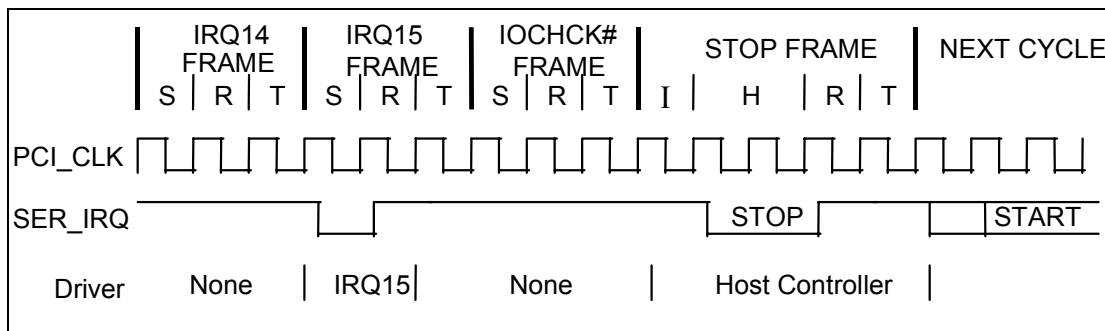 IRQ14 FRAME
IRQ15 FRAME
IOCHCK# FRAME
STOP FRAME
NEXT CYCLE
S R T S R T S R T I H R T
PCI_CLK
SER_IRQ STOP START
Driver None IRQ15 None Host Controller